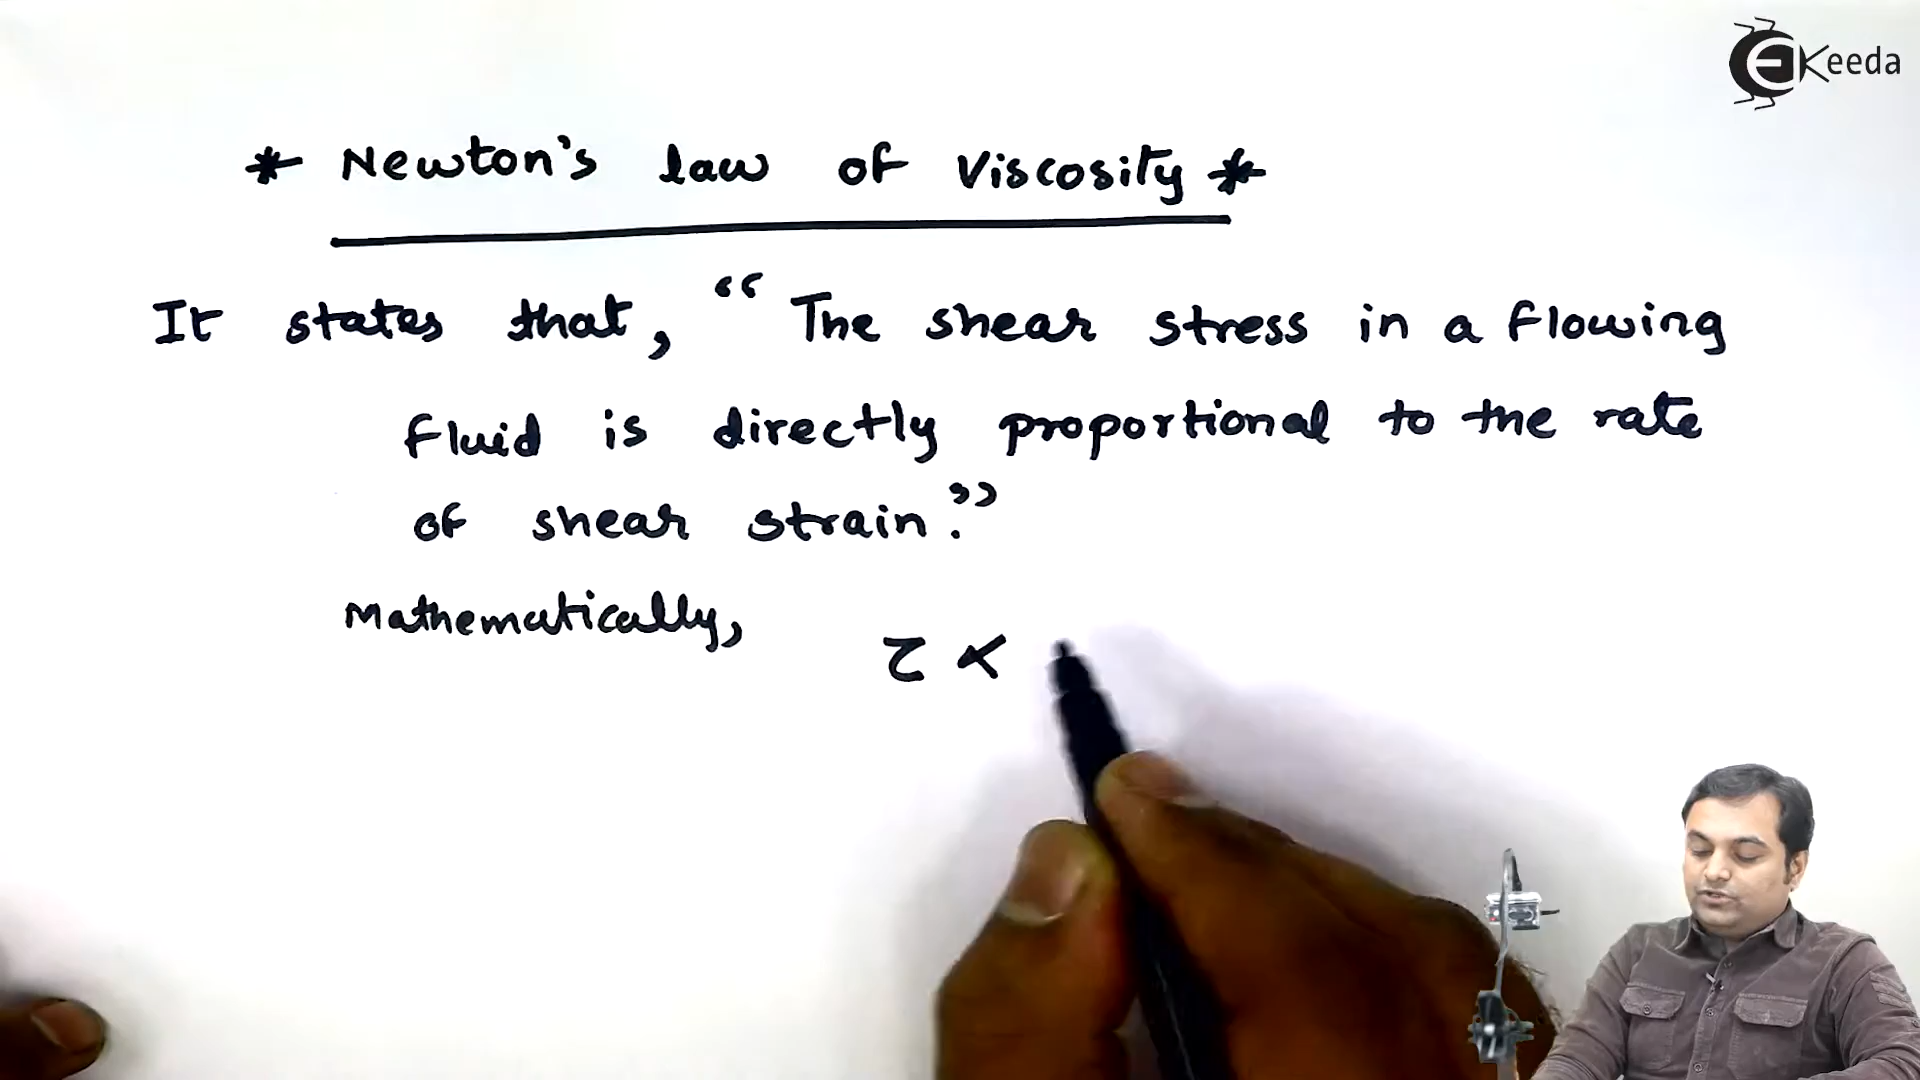 EKeeda
* Newton's law of Viscosity *
It states that, “The shear stress in a flowing
fluid is directly proportional to the rate
of shear strain.”
Mathematically,
τ ∝